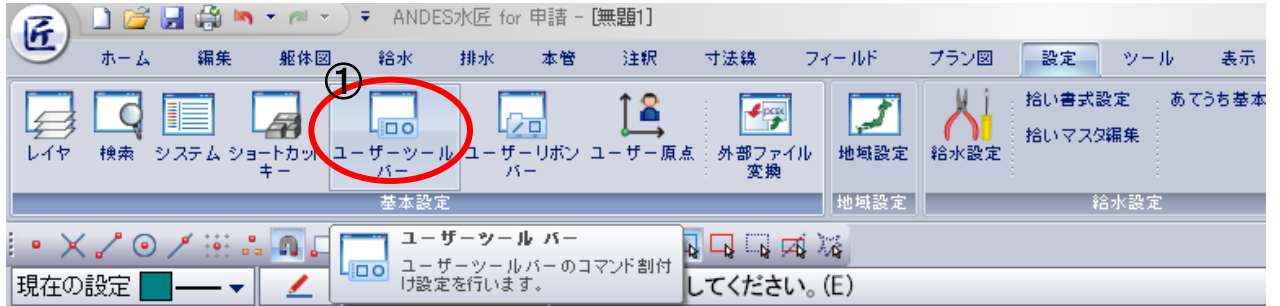 匠
ANDES水匠 for 申請 - [無題1]
ホーム 編集 躯体図 給水 排水 本管 注釈 寸法線 フィールド プラン図 設定 ツール 表示
①
レイヤ 検索 システム ショートカットキー ユーザーツール バー ユーザーリボン バー ユーザー原点 外部ファイル変換 地域設定 給水設定
拾い書式設定 あてうち基本
拾いマスタ編集
基本設定 地域設定 給水設定
ユーザーツール バー
ユーザーツールバーのコマンド割付
け設定を行います。
現在の設定 してください。(E)